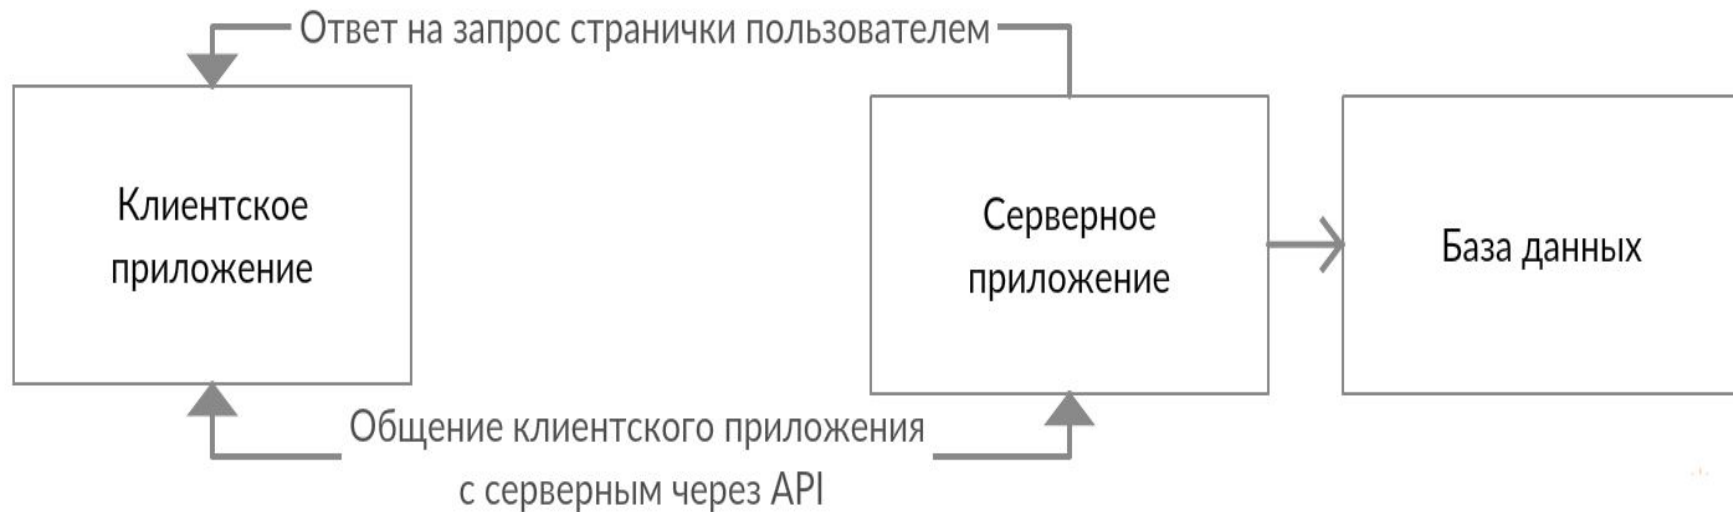 Ответ на запрос странички пользователем
Клиентское
приложение
Серверное
приложение
База данных
Общение клиентского приложения
с серверным через API